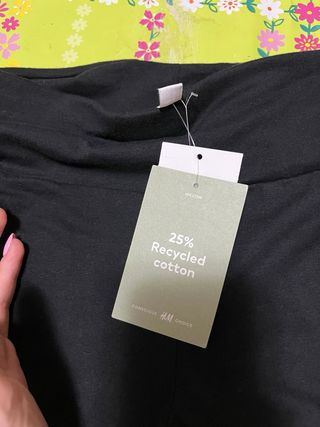 25%
Recycled
cotton
CONSCIOUS H&M CHOICE